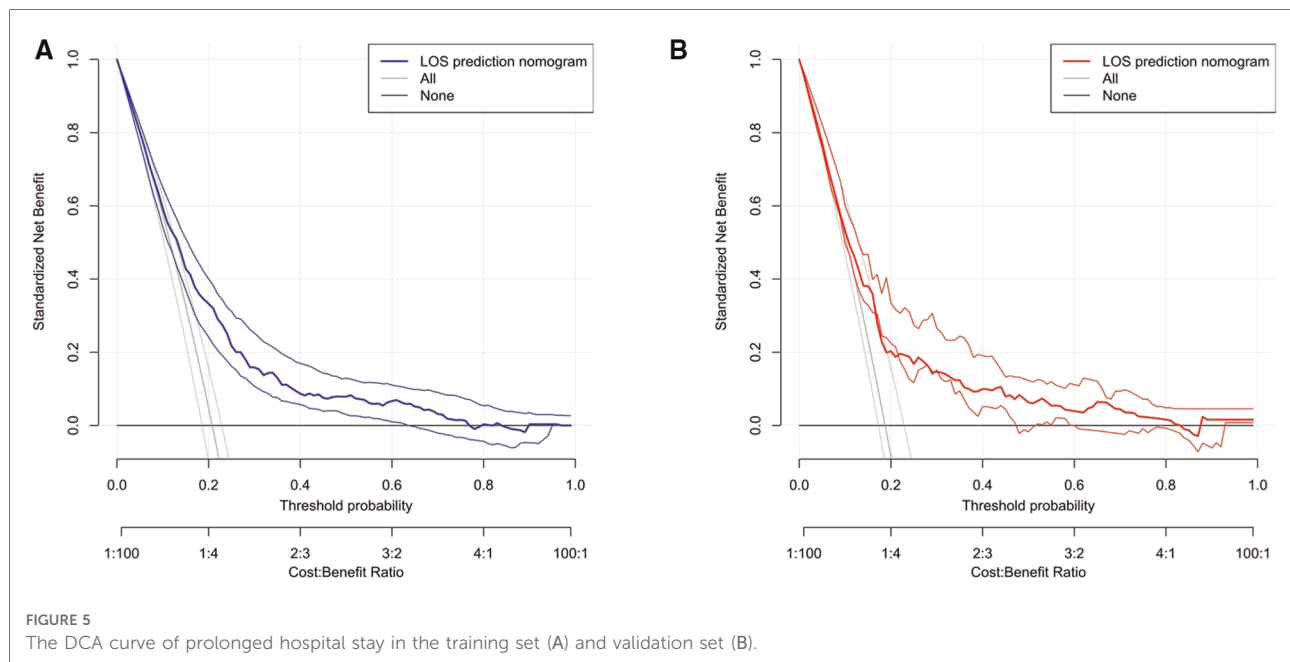 A
LOS prediction nomogram
All
None
Standardized Net Benefit
1.0
0.8
0.6
0.4
0.2
0.0
0.0 0.2 0.4 0.6 0.8 1.0
Threshold probability
1:100 1:4 2:3 3:2 4:1 100:1
Cost:Benefit Ratio
B
LOS prediction nomogram
All
None
Standardized Net Benefit
1.0
0.8
0.6
0.4
0.2
0.0
0.0 0.2 0.4 0.6 0.8 1.0
Threshold probability
1:100 1:4 2:3 3:2 4:1 100:1
Cost:Benefit Ratio
FIGURE 5
The DCA curve of prolonged hospital stay in the training set (A) and validation set (B).